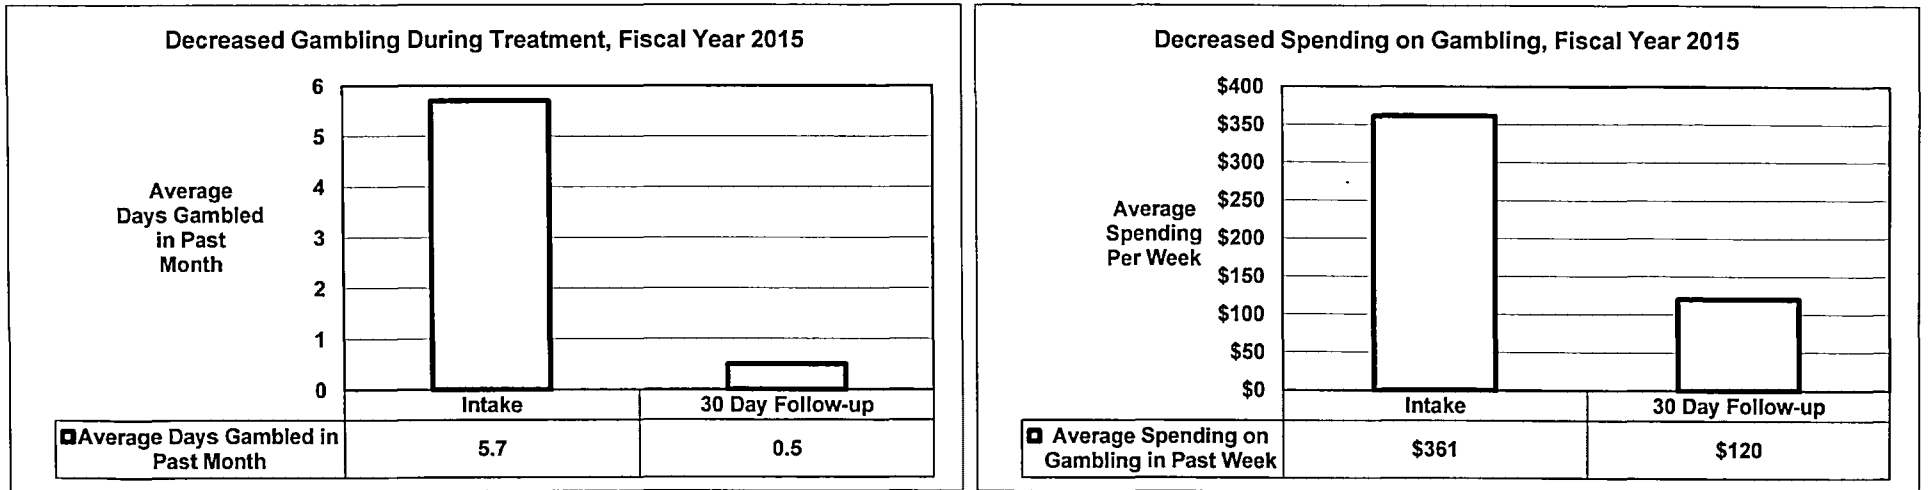 Decreased Gambling During Treatment, Fiscal Year 2015
6
5
4
3
2
1
0
Average
Days Gambled
in Past
Month
Intake
30 Day Follow-up
Average Days Gambled in
Past Month
5.7
0.5
Decreased Spending on Gambling, Fiscal Year 2015
$400
$350
$300
$250
$200
$150
$100
$50
$0
Average
Spending
Per Week
Intake
30 Day Follow-up
Average Spending on
Gambling in Past Week
$361
$120